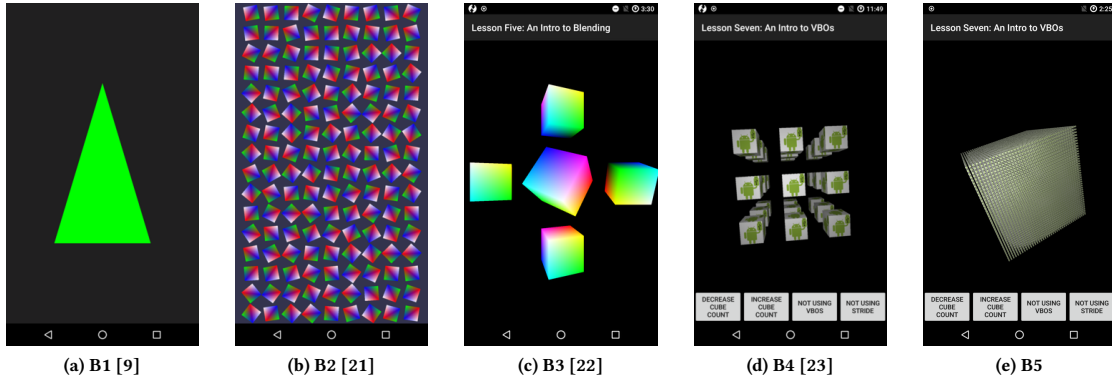 3:30
Lesson Five: An Intro to Blending
11:49
Lesson Seven: An Intro to VBOs
DECREASE
CUBE
COUNT
INCREASE
CUBE
COUNT
NOT USING
VBOS
NOT USING
STRIDE
2:25
Lesson Seven: An Intro to VBOs
DECREASE
CUBE
COUNT
INCREASE
CUBE
COUNT
NOT USING
VBOS
NOT USING
STRIDE
(a) B1 [9]
(b) B2 [21]
(c) B3 [22]
(d) B4 [23]
(e) B5